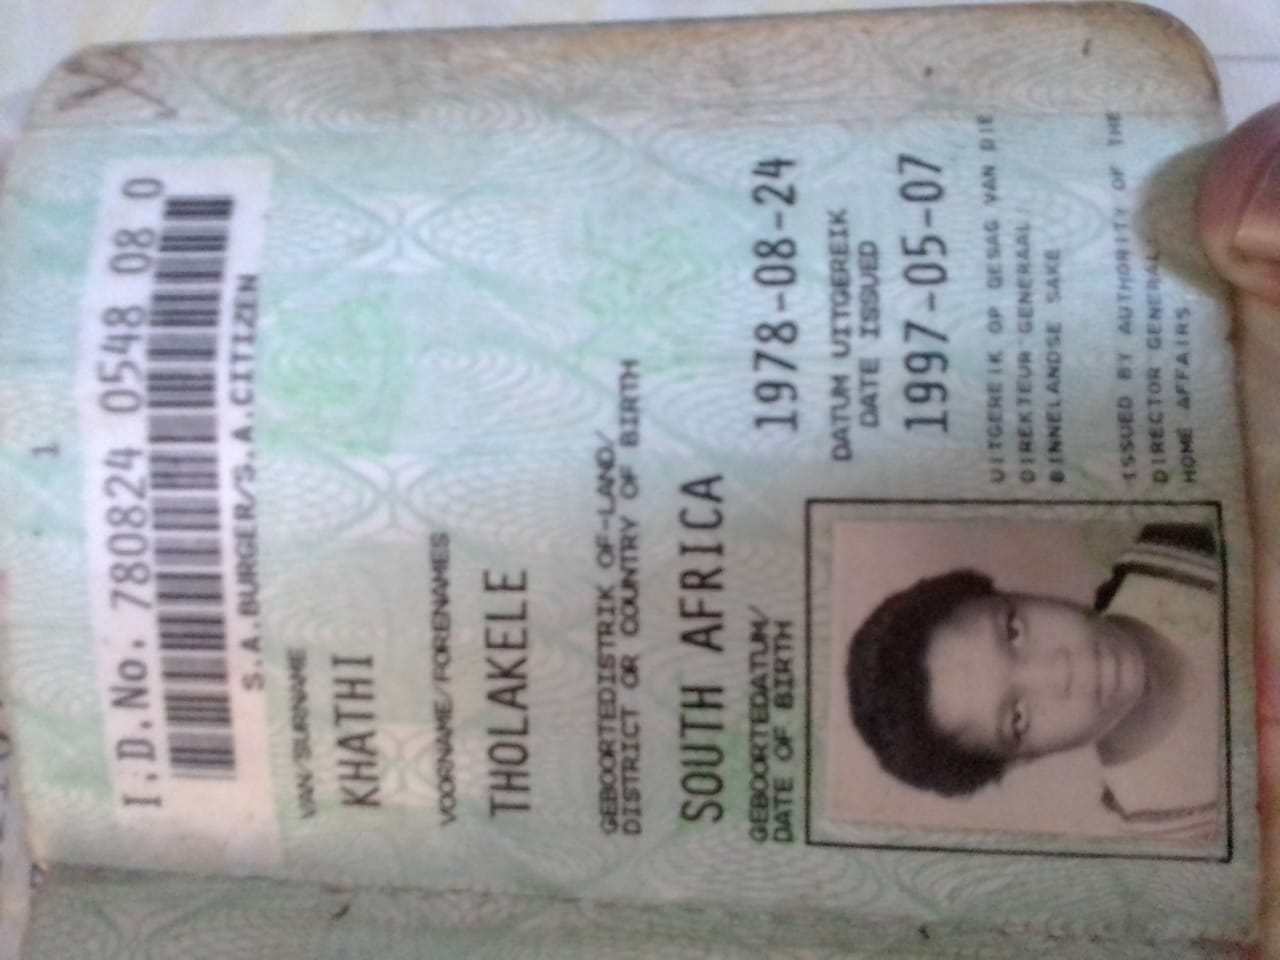 1
I.D.No. 780824 0548 08 0
S.A.BURGER/S.A.CITIZEN
VAN/SURNAME
KHATHI
VOORNAME/FORENAMES
THOLAKELE
GEBOORTEDISTRIK OF-LAND/
DISTRICT OR COUNTRY OF BIRTH
SOUTH AFRICA
GEBOORTEDATUM/
DATE OF BIRTH
1978-08-24
DATUM UITGEREIK
DATE ISSUED
1997-05-07
UITGEREIK OP GESAG VAN DIE
DIREKTEUR-GENERAAL
BINNELANDSE SAKE
ISSUED BY AUTHORITY OF THE
DIRECTOR-GENERAL
HOME AFFAIRS